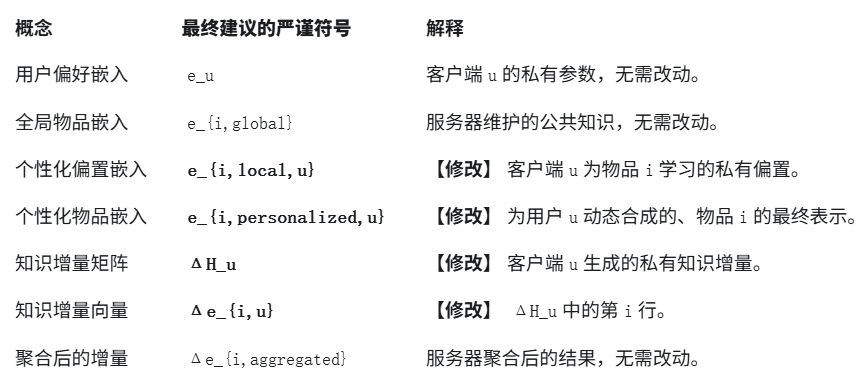 概念 最终建议的严谨符号 解释
用户偏好嵌入 e_u 客户端 u 的私有参数，无需改动。
全局物品嵌入 e_{i,global} 服务器维护的公共知识，无需改动。
个性化偏置嵌入 e_{i,local,u} 【修改】 客户端 u 为物品 i 学习的私有偏置。
个性化物品嵌入 e_{i,personalized,u} 【修改】 为用户 u 动态合成的、物品 i 的最终表示。
知识增量矩阵 ΔH_u 【修改】 客户端 u 生成的私有知识增量。
知识增量向量 Δe_{i,u} 【修改】 ΔH_u 中的第 i 行。
聚合后的增量 Δe_{i,aggregated} 服务器聚合后的结果，无需改动。